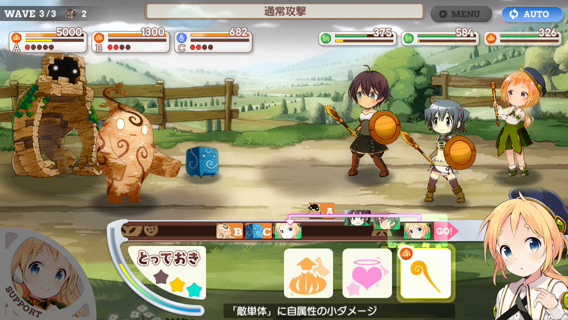 WAVE 3/3 2
通常攻撃
MENU
AUTO
A 5000
B 1300
C 682
375
584
326
A
B C GO!
とっておき
SUPPORT
「敵単体」に自属性の小ダメージ